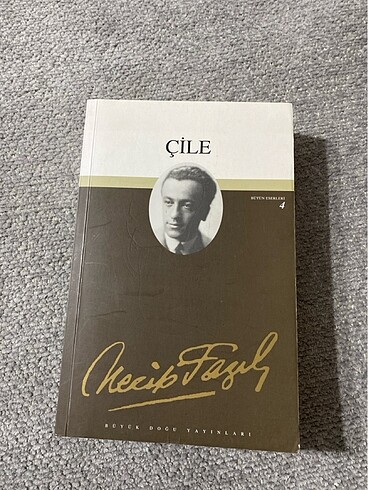 ÇİLE
BÜTÜN ESERLERİ
4
Necip Fazıl
BÜYÜK DOĞU YAYINLARI